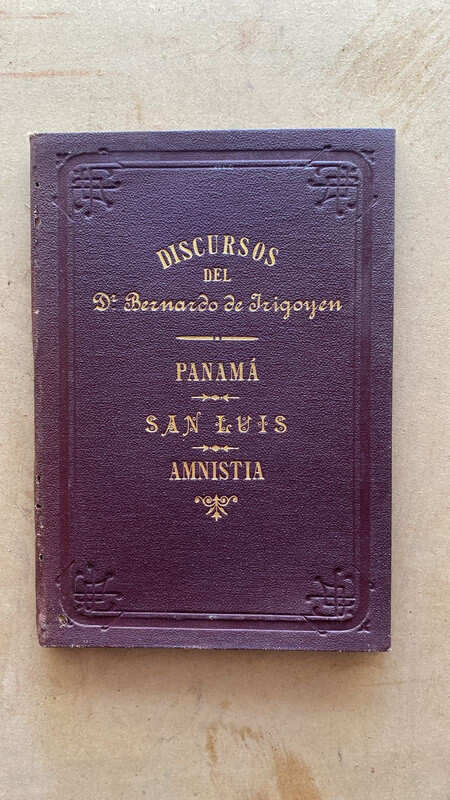 DISCURSOS
DEL
Dr Bernardo de Irigoyen
PANAMÁ
SAN LUIS
AMNISTIA